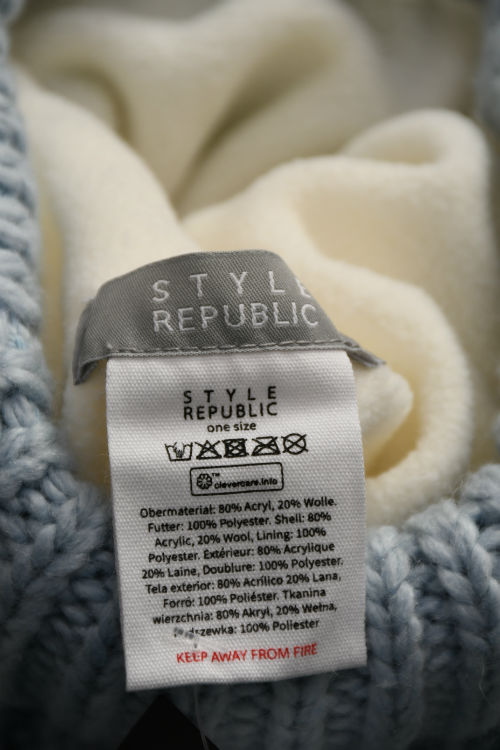 STYLE
REPUBLIC
STYLE
REPUBLIC
one size
™
clevercare.info
Obermaterial: 80% Acryl, 20% Wolle.
Futter: 100% Polyester. Shell: 80%
Acrylic, 20% Wool, Lining: 100%
Polyester. Extérieur: 80% Acrylique
20% Laine, Doublure: 100% Polyester.
Tela exterior: 80% Acrílico 20% Lana,
Forro: 100% Poliéster. Tkanina
wierzchnia: 80% Akryl, 20% Wełna,
100% Poliester
KEEP AWAY FROM FIRE